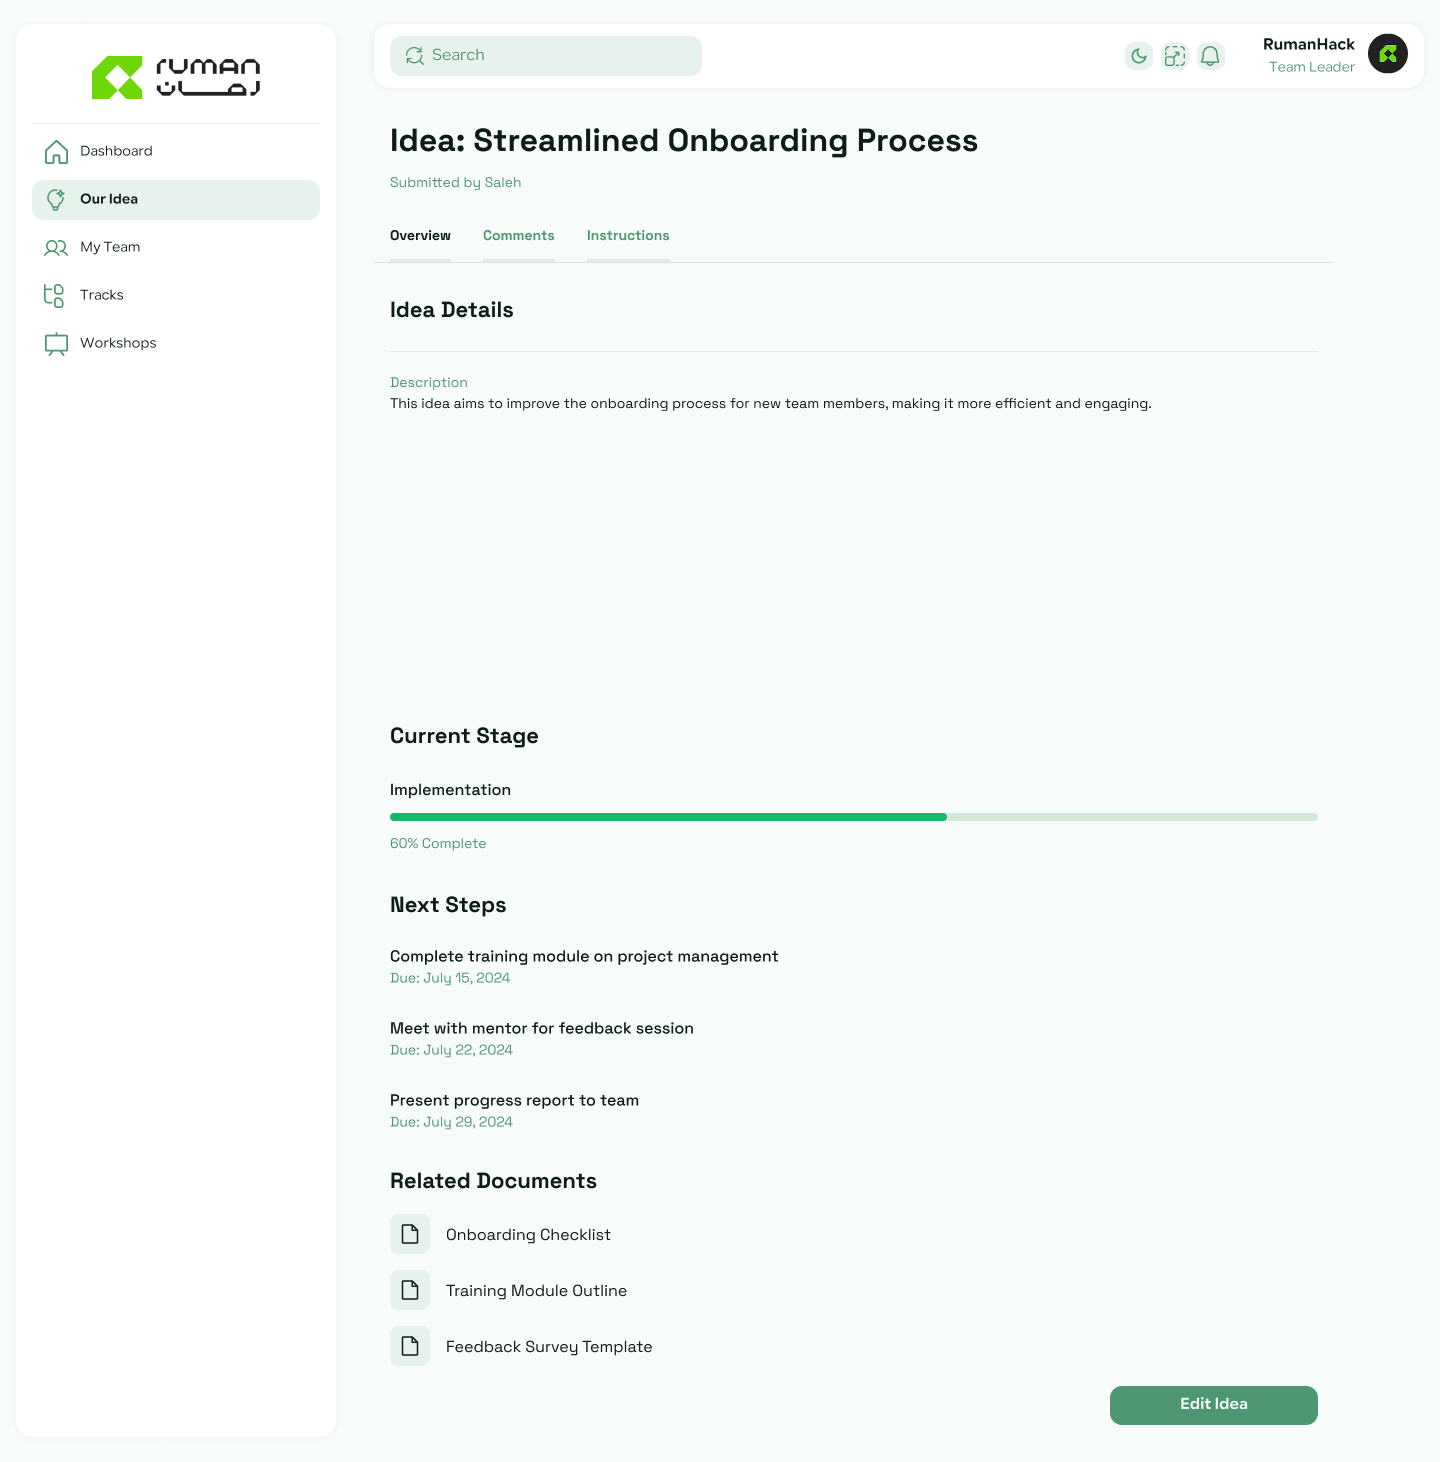 ruman
رمان
Dashboard
Our Idea
My Team
Tracks
Workshops
Search
RumanHack
Team Leader
Idea: Streamlined Onboarding Process
Submitted by Saleh
Overview Comments Instructions
Idea Details
Description
This idea aims to improve the onboarding process for new team members, making it more efficient and engaging.
Current Stage
Implementation
60% Complete
Next Steps
Complete training module on project management
Due: July 15, 2024
Meet with mentor for feedback session
Due: July 22, 2024
Present progress report to team
Due: July 29, 2024
Related Documents
Onboarding Checklist
Training Module Outline
Feedback Survey Template
Edit Idea